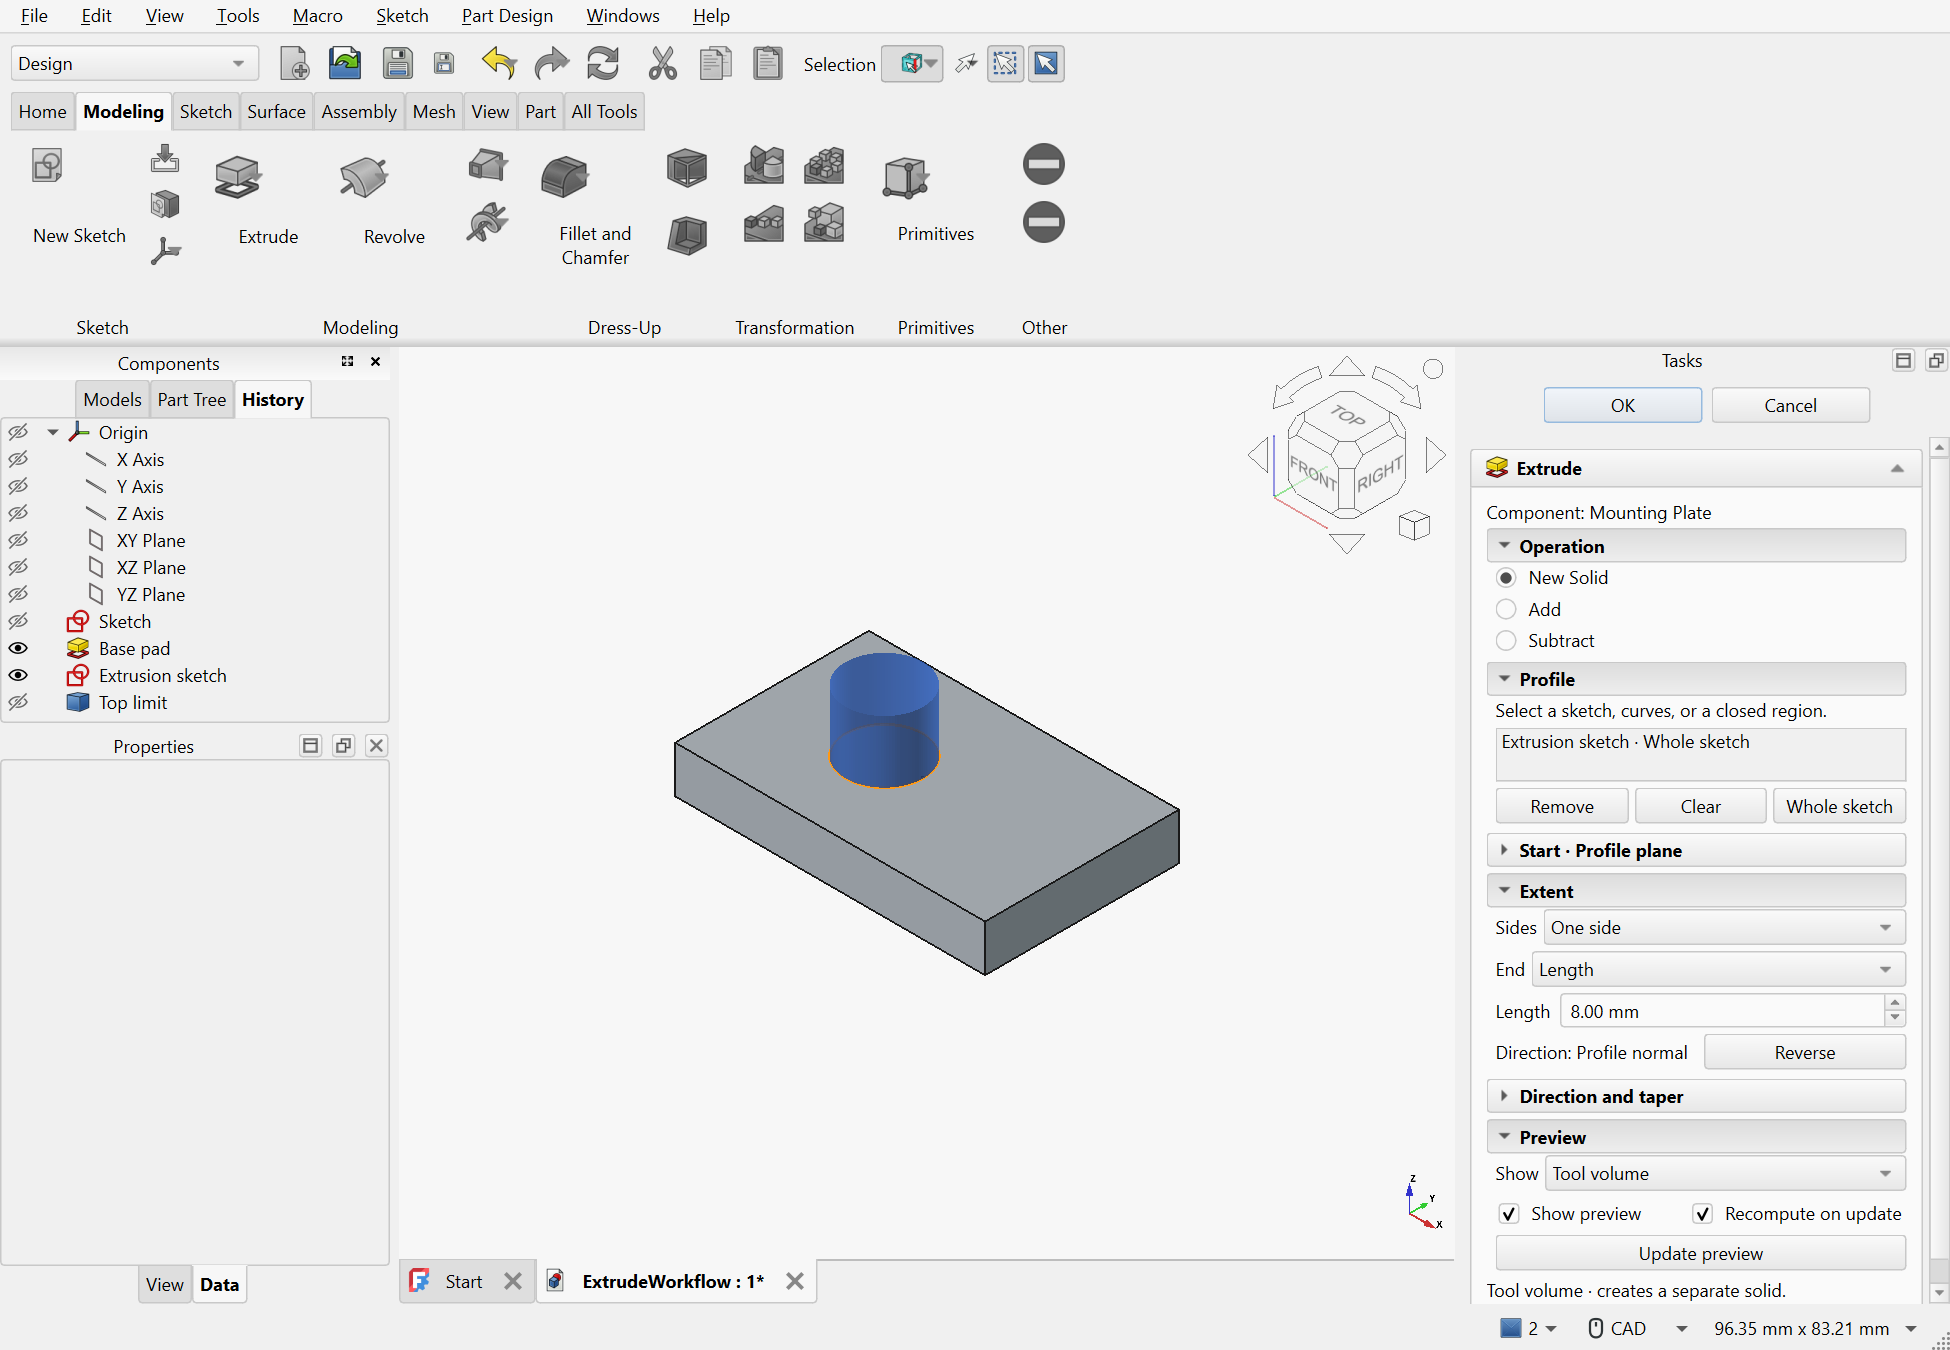 File Edit View Tools Macro Sketch Part Design Windows Help
Design
Selection
Home Modeling Sketch Surface Assembly Mesh View Part All Tools
New Sketch
Extrude
Revolve
Fillet and
Chamfer
Primitives
Sketch Modeling Dress-Up Transformation Primitives Other
Components
Models Part Tree History
Origin
X Axis
Y Axis
Z Axis
XY Plane
XZ Plane
YZ Plane
Sketch
Base pad
Extrusion sketch
Top limit
Properties
View Data
TOP
FRONT
RIGHT
Z
Y
X
Start
ExtrudeWorkflow : 1*
Tasks
OK Cancel
Extrude
Component: Mounting Plate
Operation
New Solid
Add
Subtract
Profile
Select a sketch, curves, or a closed region.
Extrusion sketch · Whole sketch
Remove Clear Whole sketch
Start · Profile plane
Extent
Sides One side
End Length
Length 8.00 mm
Direction: Profile normal Reverse
Direction and taper
Preview
Show Tool volume
Show preview Recompute on update
Update preview
Tool volume · creates a separate solid.
2 CAD 96.35 mm x 83.21 mm